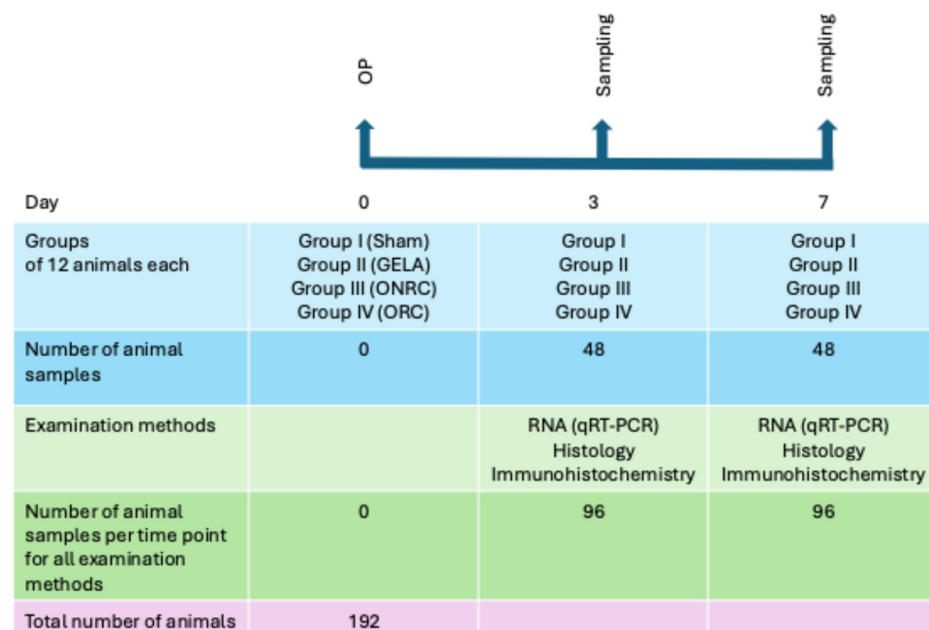 OP
Sampling
Sampling
Day 0 3 7
Groups
of 12 animals each
Group I (Sham)
Group II (GELA)
Group III (ONRC)
Group IV (ORC)
Group I
Group II
Group III
Group IV
Group I
Group II
Group III
Group IV
Number of animal
samples
0
48
48
Examination methods
RNA (qRT-PCR)
Histology
Immunohistochemistry
RNA (qRT-PCR)
Histology
Immunohistochemistry
Number of animal
samples per time point
for all examination
methods
0
96
96
Total number of animals
192